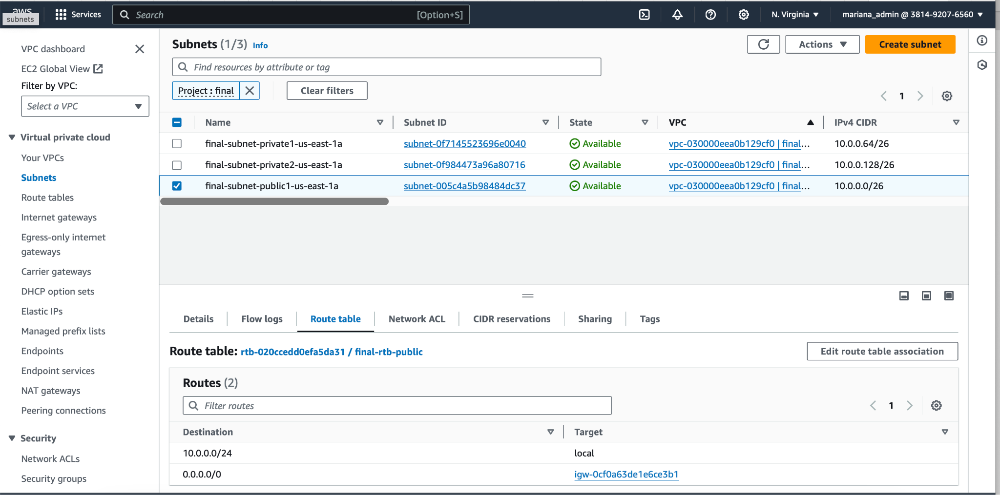 aws
subnets
Services
Search
[Option+S]
N. Virginia
mariana_admin @ 3814-9207-6560
VPC dashboard
EC2 Global View
Filter by VPC:
Select a VPC
Virtual private cloud
Your VPCs
Subnets
Route tables
Internet gateways
Egress-only internet
gateways
Carrier gateways
DHCP option sets
Elastic IPs
Managed prefix lists
Endpoints
Endpoint services
NAT gateways
Peering connections
Security
Network ACLs
Security groups
Subnets (1/3) Info
Actions
Create subnet
Find resources by attribute or tag
Project : final
Clear filters
1
Name Subnet ID State VPC IPv4 CIDR
final-subnet-private1-us-east-1a subnet-0f7145523696e0040 Available vpc-030000eea0b129cf0 | final... 10.0.0.64/26
final-subnet-private2-us-east-1a subnet-0f984473a96a80716 Available vpc-030000eea0b129cf0 | final... 10.0.0.128/26
final-subnet-public1-us-east-1a subnet-005c4a5b98484dc37 Available vpc-030000eea0b129cf0 | final... 10.0.0.0/26
Details Flow logs Route table Network ACL CIDR reservations Sharing Tags
Route table: rtb-020ccedd0efa5da31 / final-rtb-public
Edit route table association
Routes (2)
Filter routes
1
Destination Target
10.0.0.0/24 local
0.0.0.0/0 igw-0cf0a63de1e6ce3b1